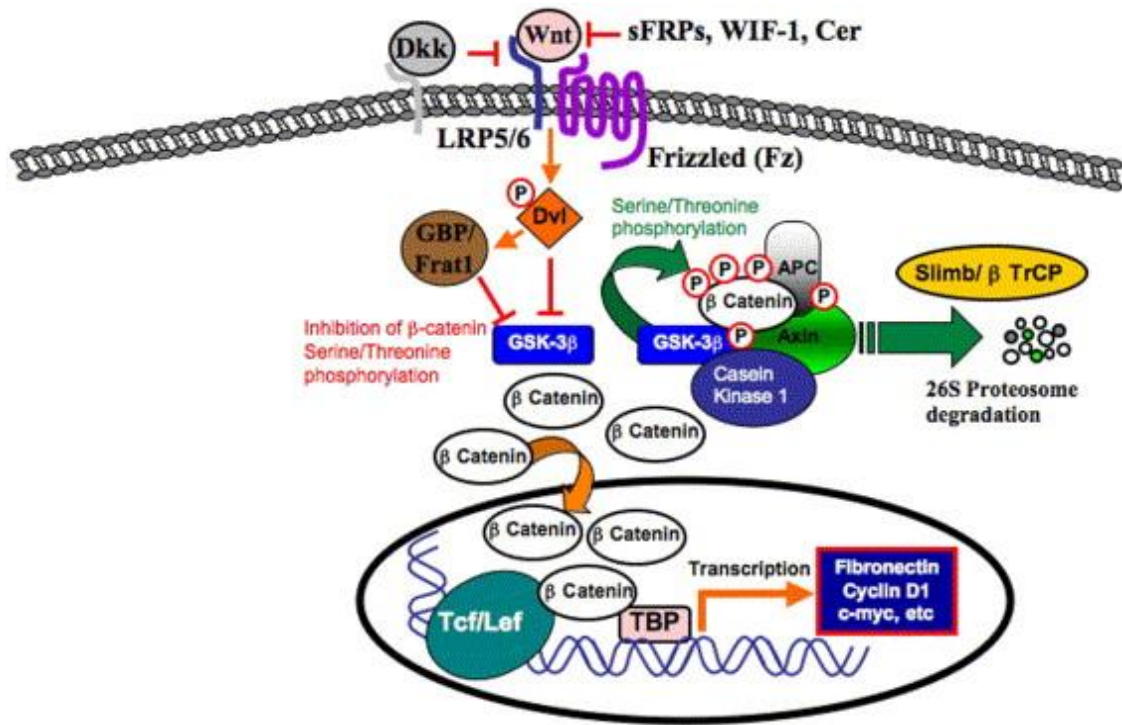 Dkk
Wnt
sFRPs, WIF-1, Cer
LRP5/6
Frizzled (Fz)
P
Dvl
GBP/
Frat1
Serine/Threonine
phosphorylation
P
P
P
P
P
APC
β Catenin
Axin
Slimb/ β TrCP
Inhibition of β-catenin
Serine/Threonine
phosphorylation
GSK-3β
GSK-3β
Casein
Kinase 1
26S Proteosome
degradation
β Catenin
β Catenin
β Catenin
β Catenin
β Catenin
β Catenin
Tcf/Lef
TBP
Transcription
Fibronectin
Cyclin D1
c-myc, etc